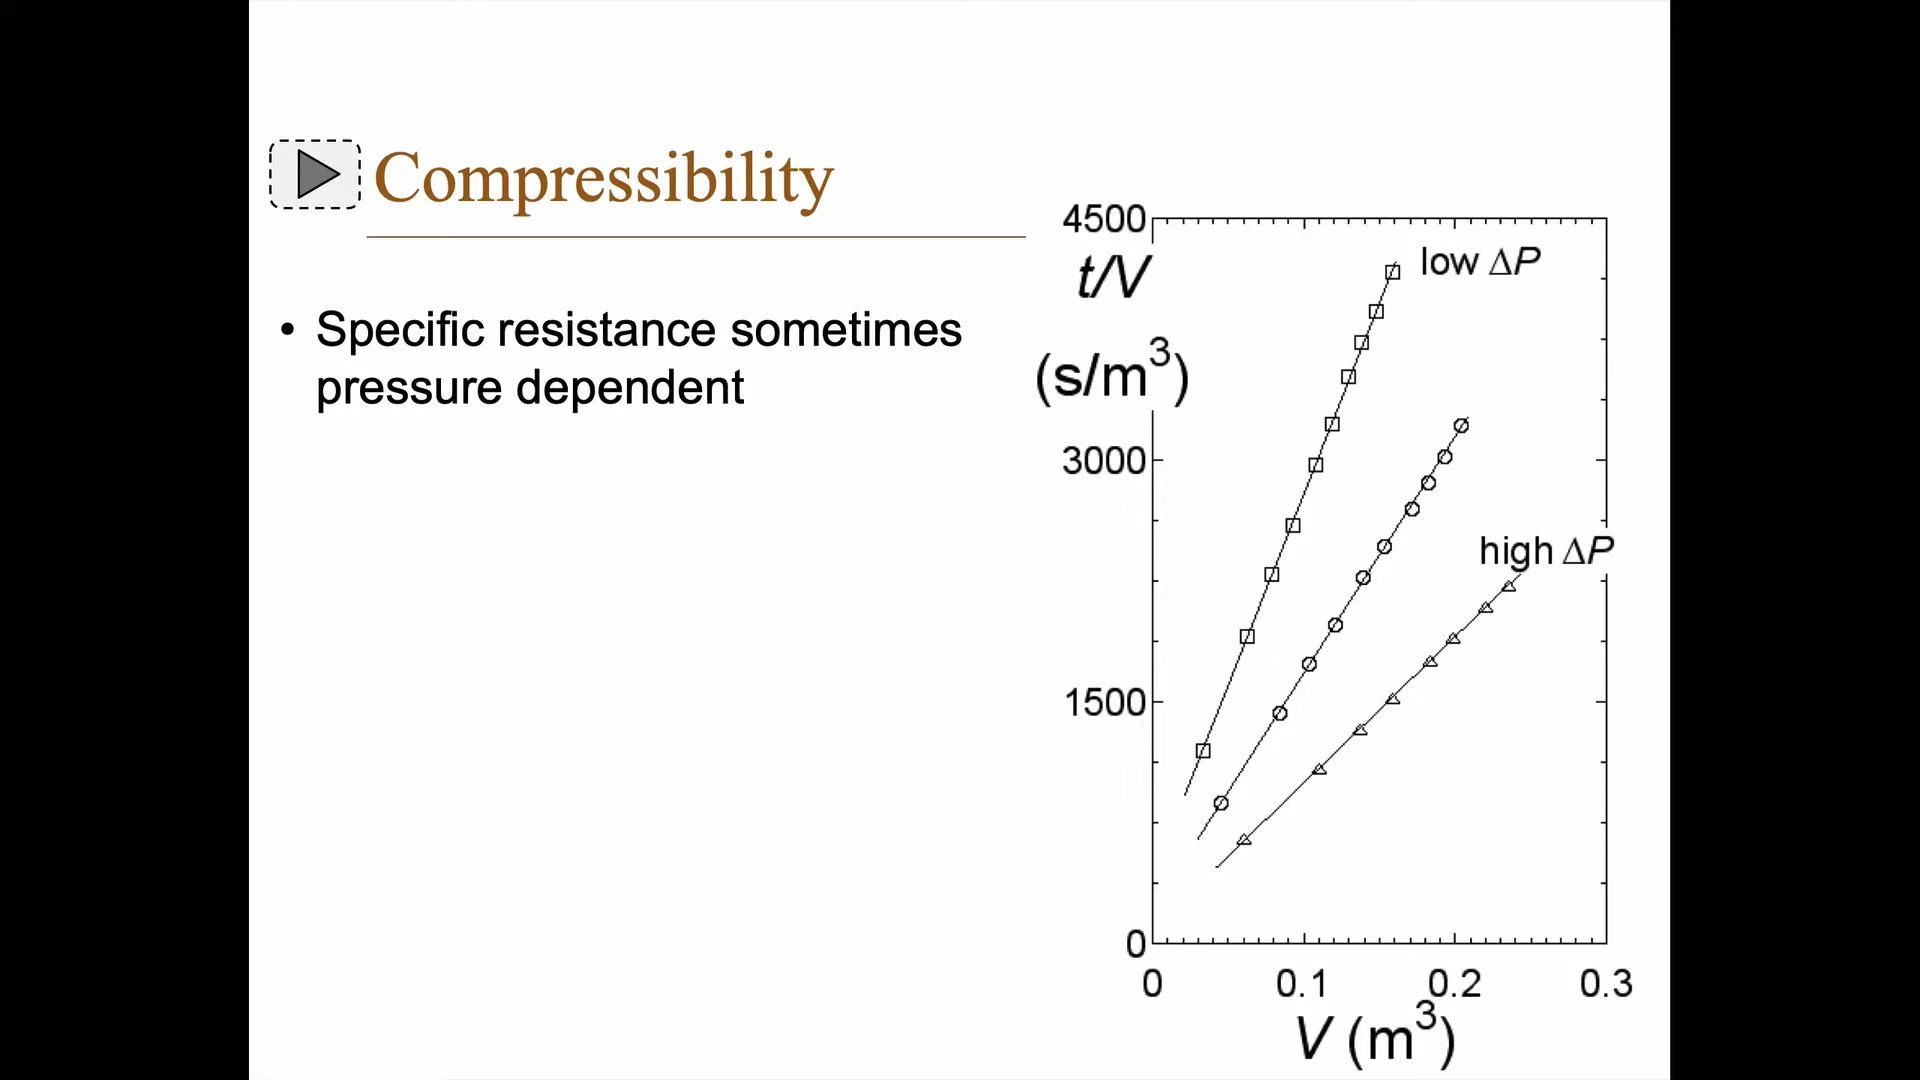 Compressibility
• Specific resistance sometimes
pressure dependent
4500
t/V
(s/m³)
3000
1500
0
low ΔP
high ΔP
0 0.1 0.2 0.3
V (m³)